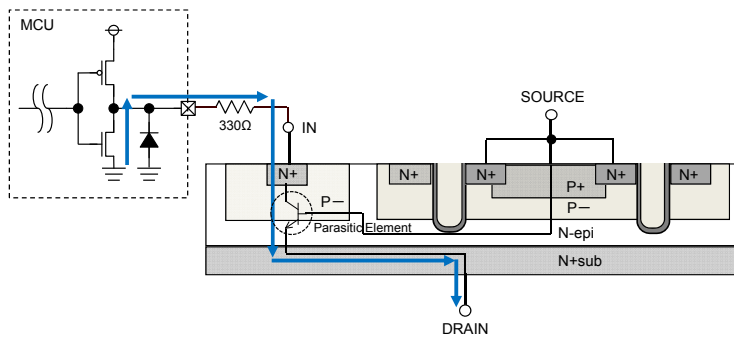 MCU
SOURCE
330Ω
IN
N+
N+
N+
N+
N+
P+
P−
P−
Parasitic Element
N-epi
N+sub
DRAIN